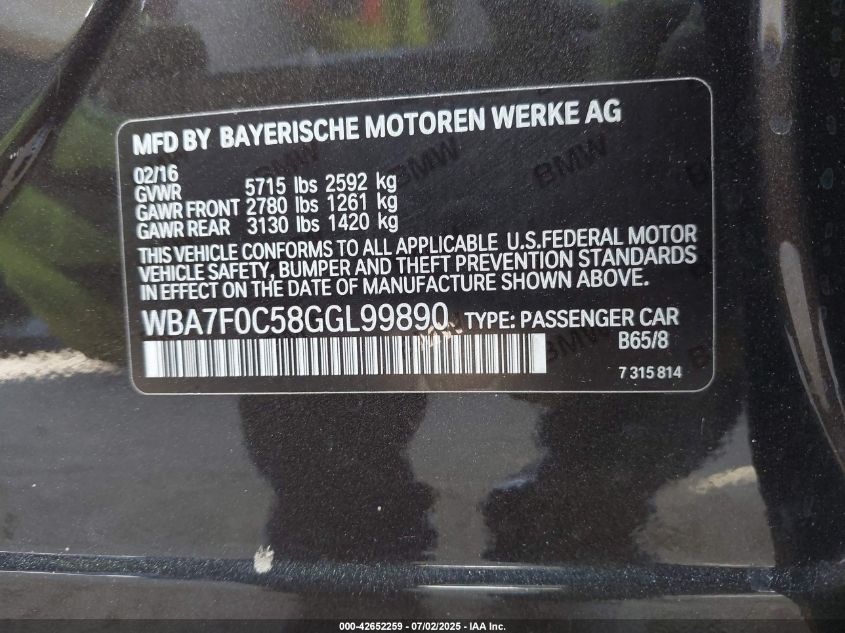 MFD BY BAYERISCHE MOTOREN WERKE AG
02/16
GVWR 5715 lbs 2592 kg
GAWR FRONT 2780 lbs 1261 kg
GAWR REAR 3130 lbs 1420 kg
THIS VEHICLE CONFORMS TO ALL APPLICABLE U.S.FEDERAL MOTOR
VEHICLE SAFETY, BUMPER AND THEFT PREVENTION STANDARDS
IN EFFECT ON THE DATE OF MANUFACTURE SHOWN ABOVE.
WBA7F0C58GGL99890 TYPE: PASSENGER CAR
B65/8
7 315 814
BMW
BMW
BMW
000-42652259 - 07/02/2025 - IAA Inc.